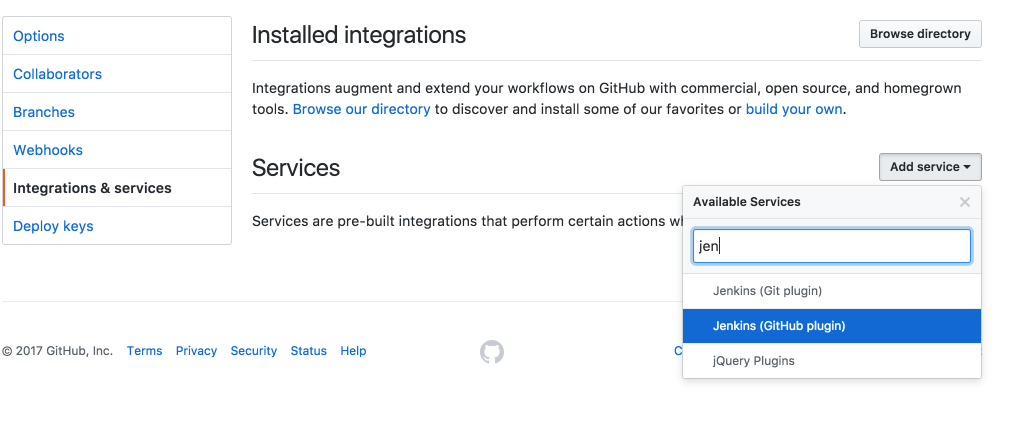 Options
Collaborators
Branches
Webhooks
Integrations & services
Deploy keys
Installed integrations
Browse directory
Integrations augment and extend your workflows on GitHub with commercial, open source, and homegrown
tools. Browse our directory to discover and install some of our favorites or build your own.
Services
Add service
Services are pre-built integrations that perform certain actions
Available Services
jen
Jenkins (Git plugin)
Jenkins (GitHub plugin)
jQuery Plugins
© 2017 GitHub, Inc. Terms Privacy Security Status Help